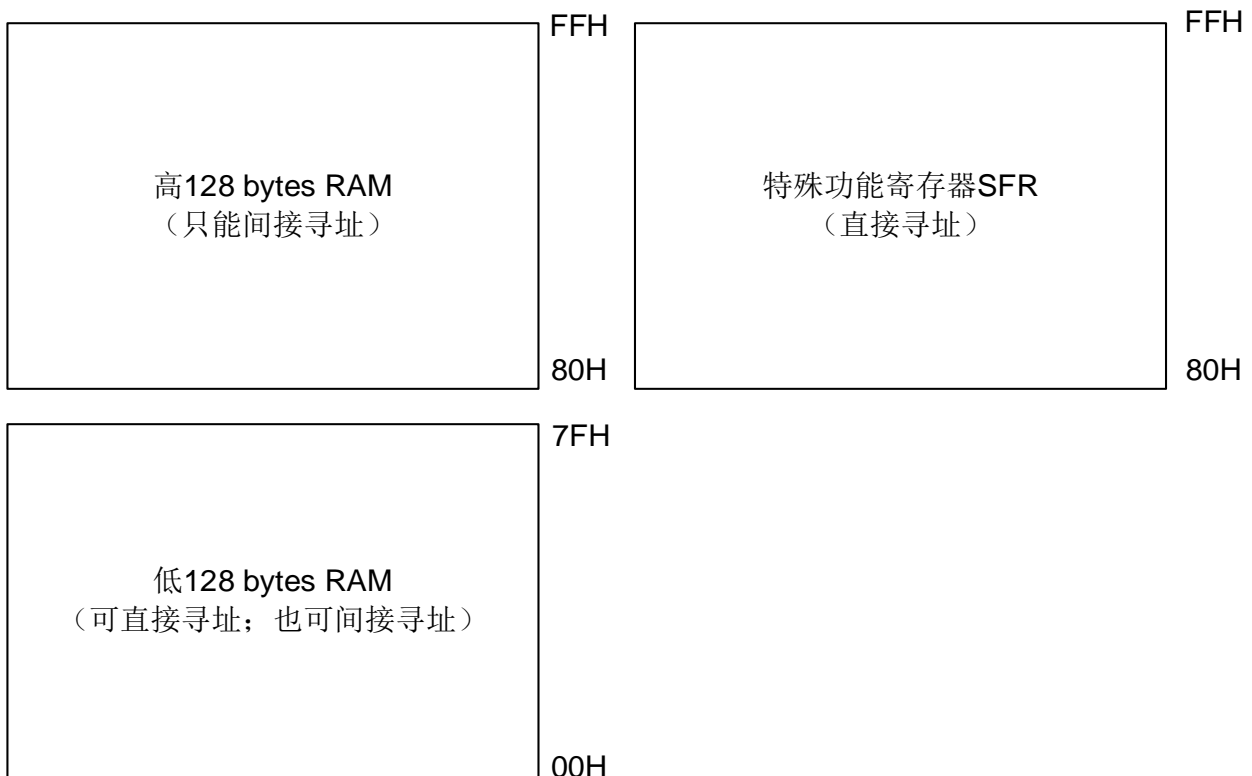 FFH
高128 bytes RAM
（只能间接寻址）
80H
FFH
特殊功能寄存器SFR
（直接寻址）
80H
7FH
低128 bytes RAM
（可直接寻址；也可间接寻址）
00H